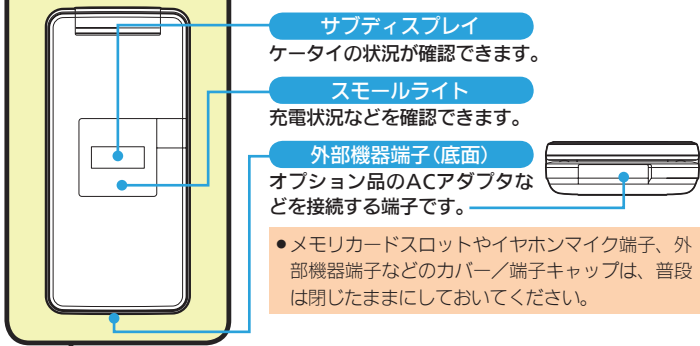 サブディスプレイ
ケータイの状況が確認できます。
スモールライト
充電状況などを確認できます。
外部機器端子(底面)
オプション品のACアダプタな
どを接続する端子です。
●メモリカードスロットやイヤホンマイク端子、外
部機器端子などのカバー／端子キャップは、普段
は閉じたままにしておいてください。